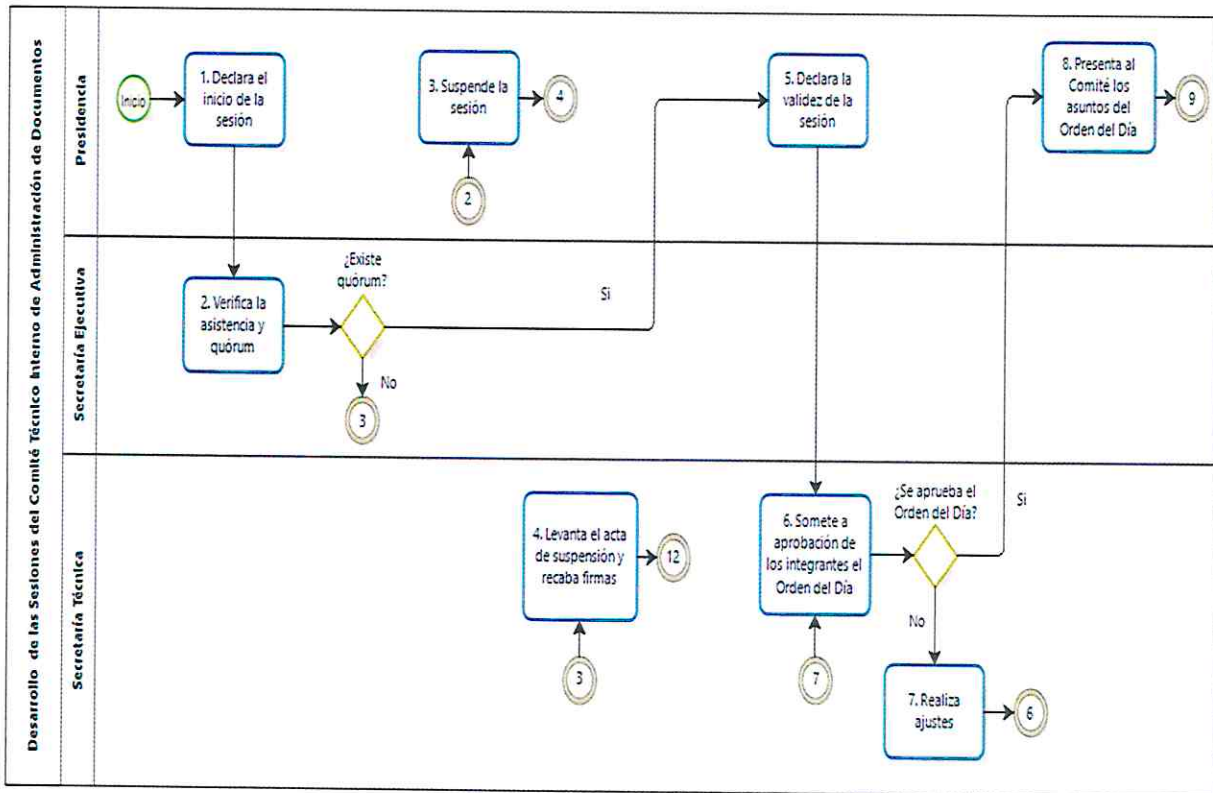 Desarrollo de las Sesiones del Comité Técnico Interno de Administración de Documentos
Presidencia
Inicio
1. Declara el
inicio de la
sesión
3. Suspende la
sesión
4
2
5. Declara la
validez de la
sesión
8. Presenta al
Comité los
asuntos del
Orden del Día
9
Secretaría Ejecutiva
2. Verifica la
asistencia y
quórum
¿Existe
quórum?
Si
No
3
Secretaría Técnica
4. Levanta el acta
de suspensión y
recaba firmas
12
3
6. Somete a
aprobación de
los integrantes el
Orden del Día
7
¿Se aprueba el
Orden del Día?
Si
No
7. Realiza
ajustes
6